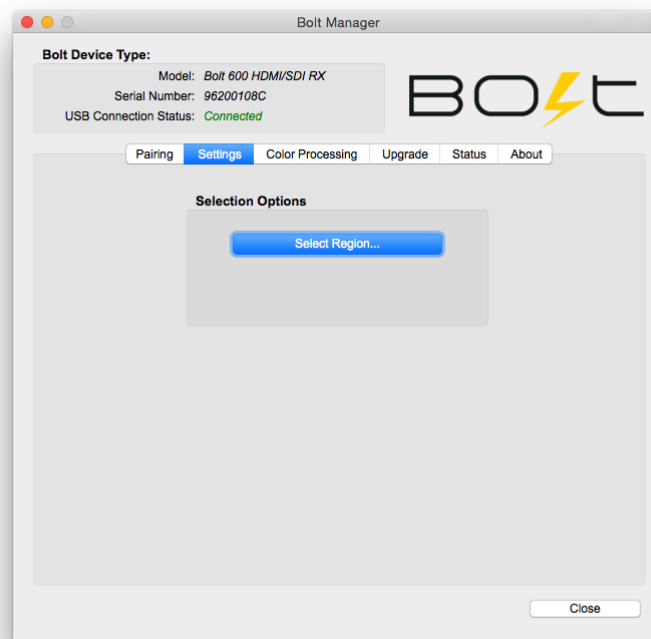 Bolt Manager
Bolt Device Type:
Model: Bolt 600 HDMI/SDI RX
Serial Number: 96200108C
USB Connection Status: Connected
BOLT
Pairing Settings Color Processing Upgrade Status About
Selection Options
Select Region...
Close